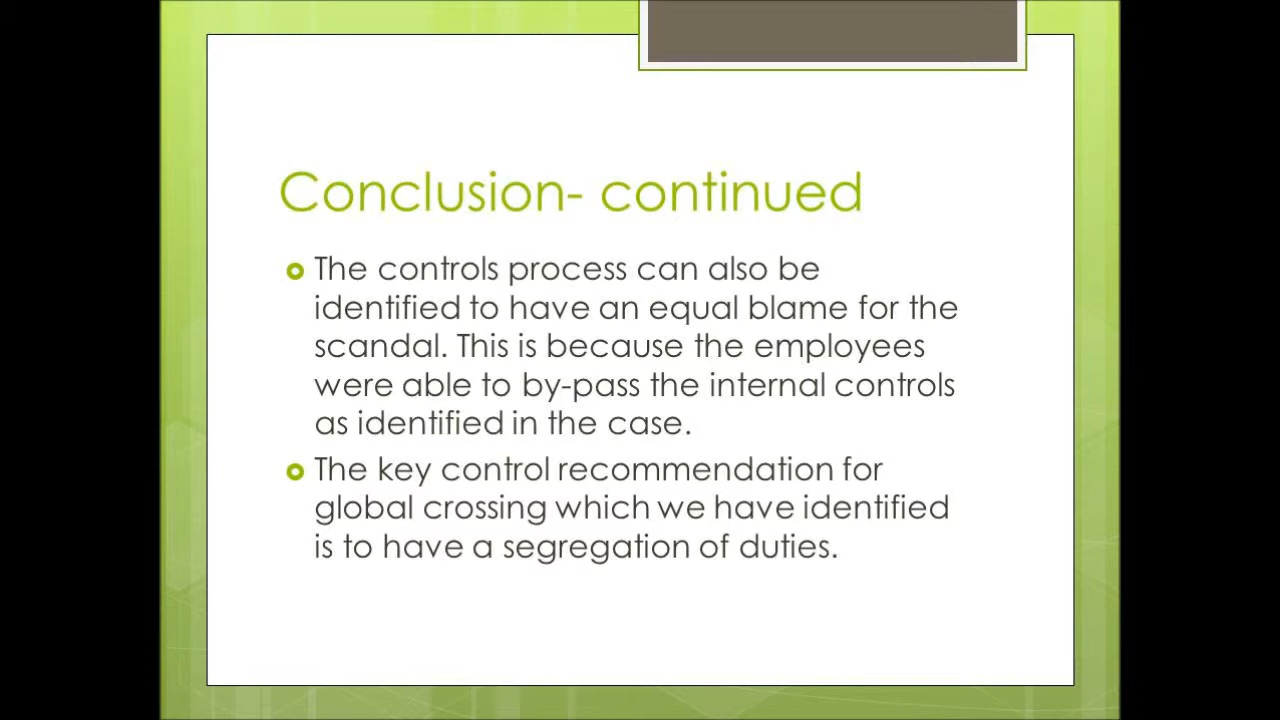 Conclusion- continued
The controls process can also be
identified to have an equal blame for the
scandal. This is because the employees
were able to by-pass the internal controls
as identified in the case.
The key control recommendation for
global crossing which we have identified
is to have a segregation of duties.